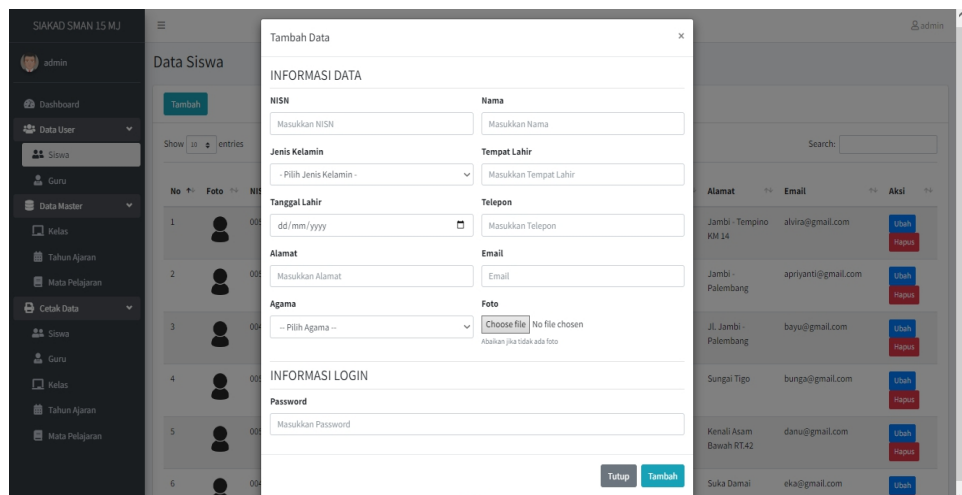 SIAKAD SMAN 15 MJ
admin
Dashboard
Data User
Siswa
Guru
Data Master
Kelas
Tahun Ajaran
Mata Pelajaran
Cetak Data
Siswa
Guru
Kelas
Tahun Ajaran
Mata Pelajaran
admin
Data Siswa
Tambah
Show 10 entries
Search:
No Foto Alamat Email Aksi
1 Jambi - Tempino alvira@gmail.com Ubah
KM 14 Hapus
2 Jambi - apriyanti@gmail.com Ubah
Palembang Hapus
3 Jl. Jambi - bayu@gmail.com Ubah
Palembang Hapus
4 Sungai Tigo bunga@gmail.com Ubah
Hapus
5 Kenali Asam danu@gmail.com Ubah
Bawah RT.42 Hapus
6 Suka Damai eka@gmail.com Ubah
Tambah Data ×
INFORMASI DATA
NISN Nama
Masukkan NISN Masukkan Nama
Jenis Kelamin Tempat Lahir
- Pilih Jenis Kelamin - Masukkan Tempat Lahir
Tanggal Lahir Telepon
dd/mm/yyyy Masukkan Telepon
Alamat Email
Masukkan Alamat Email
Agama Foto
-- Pilih Agama -- Choose file No file chosen
Abaikan jika tidak ada foto
INFORMASI LOGIN
Password
Masukkan Password
Tutup Tambah